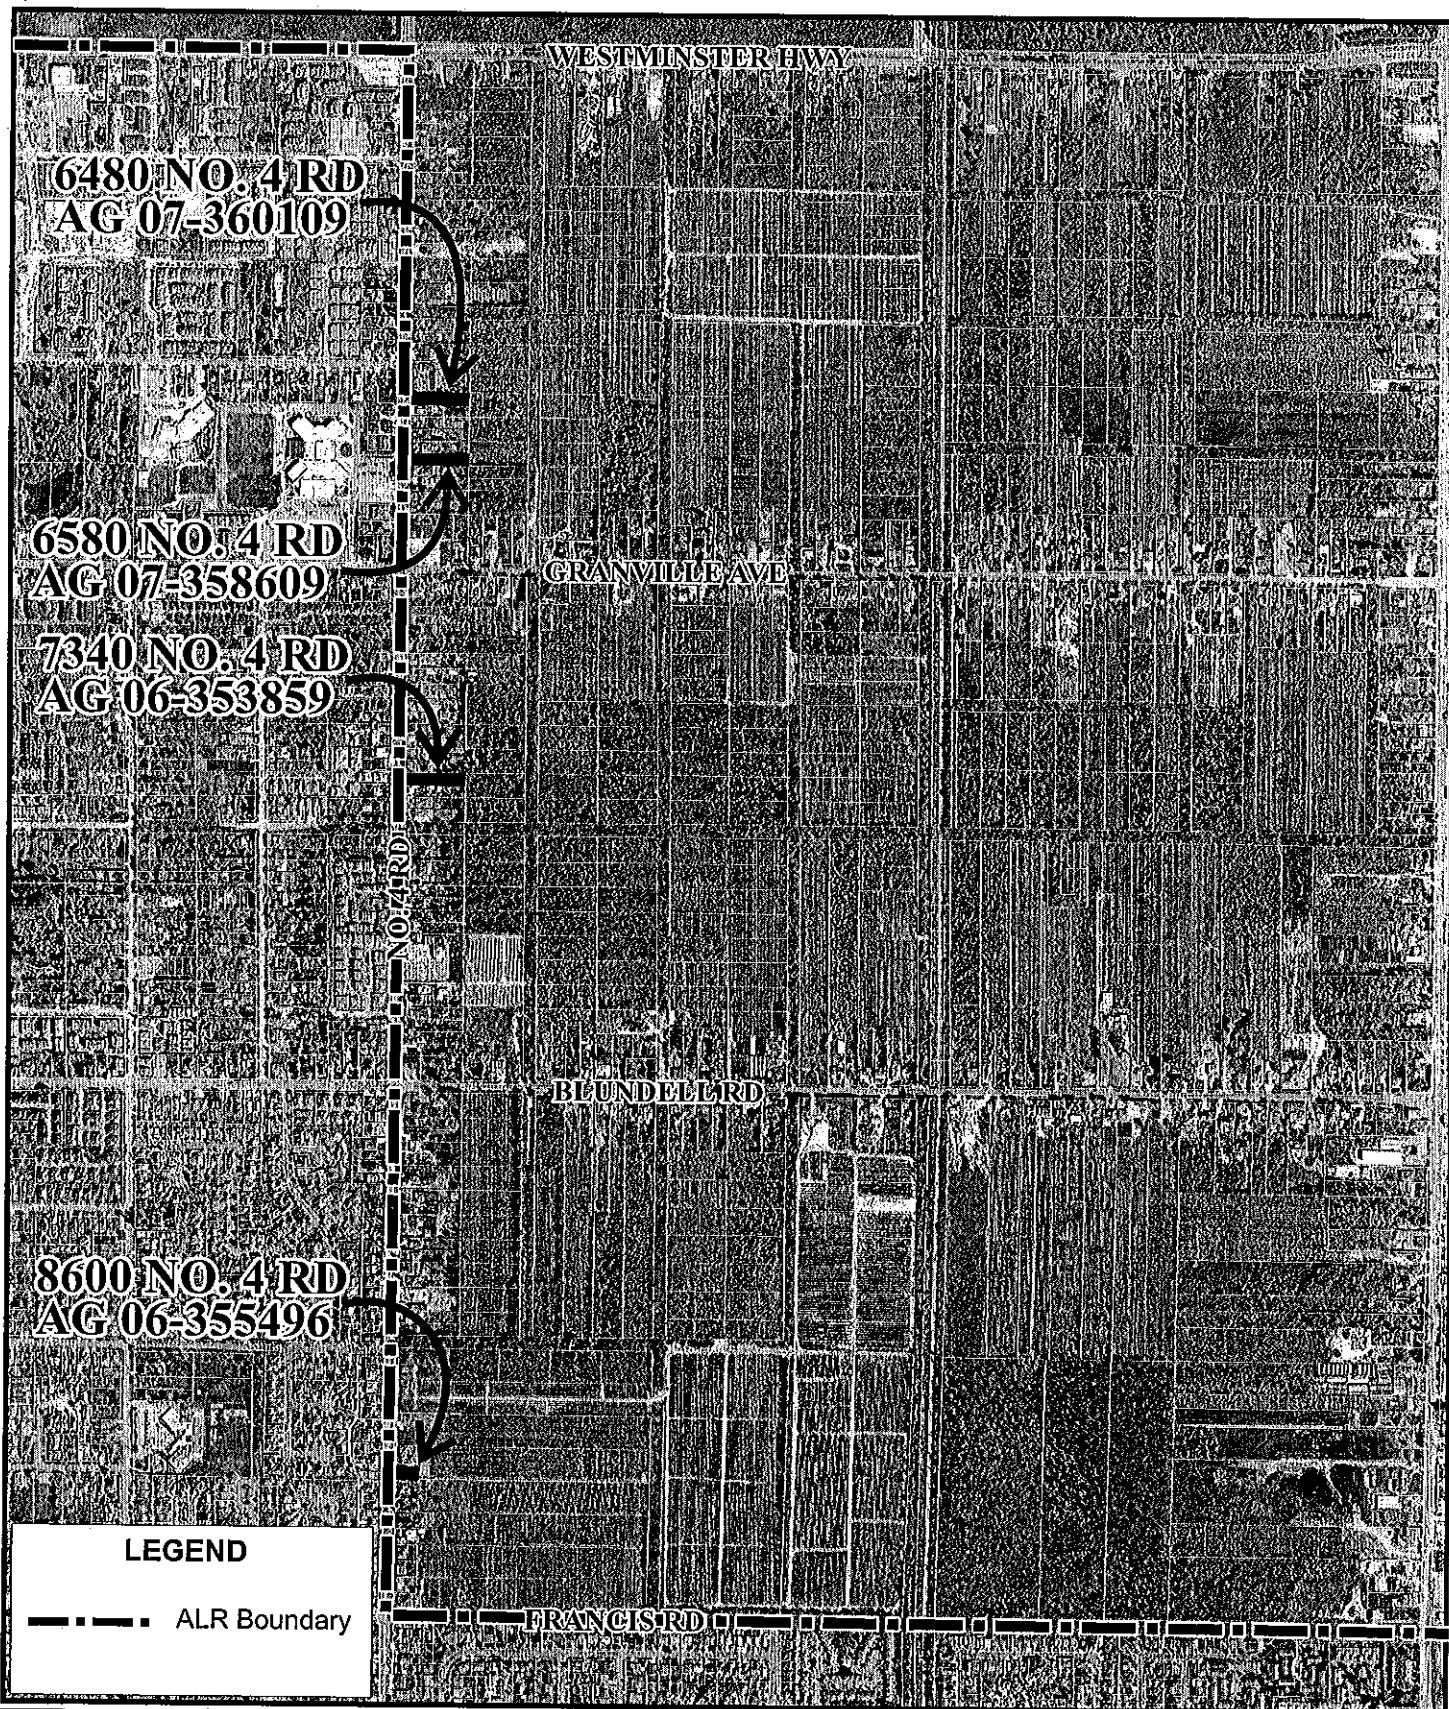 WESTMINSTER HWY
6480 NO. 4 RD
AG 07-360109
6580 NO. 4 RD
AG 07-358609
GRANVILLE AVE
7340 NO. 4 RD
AG 06-353859
NO. 4 RD
BLUNDELL RD
8600 NO. 4 RD
AG 06-355496
LEGEND
ALR Boundary
FRANCIS RD